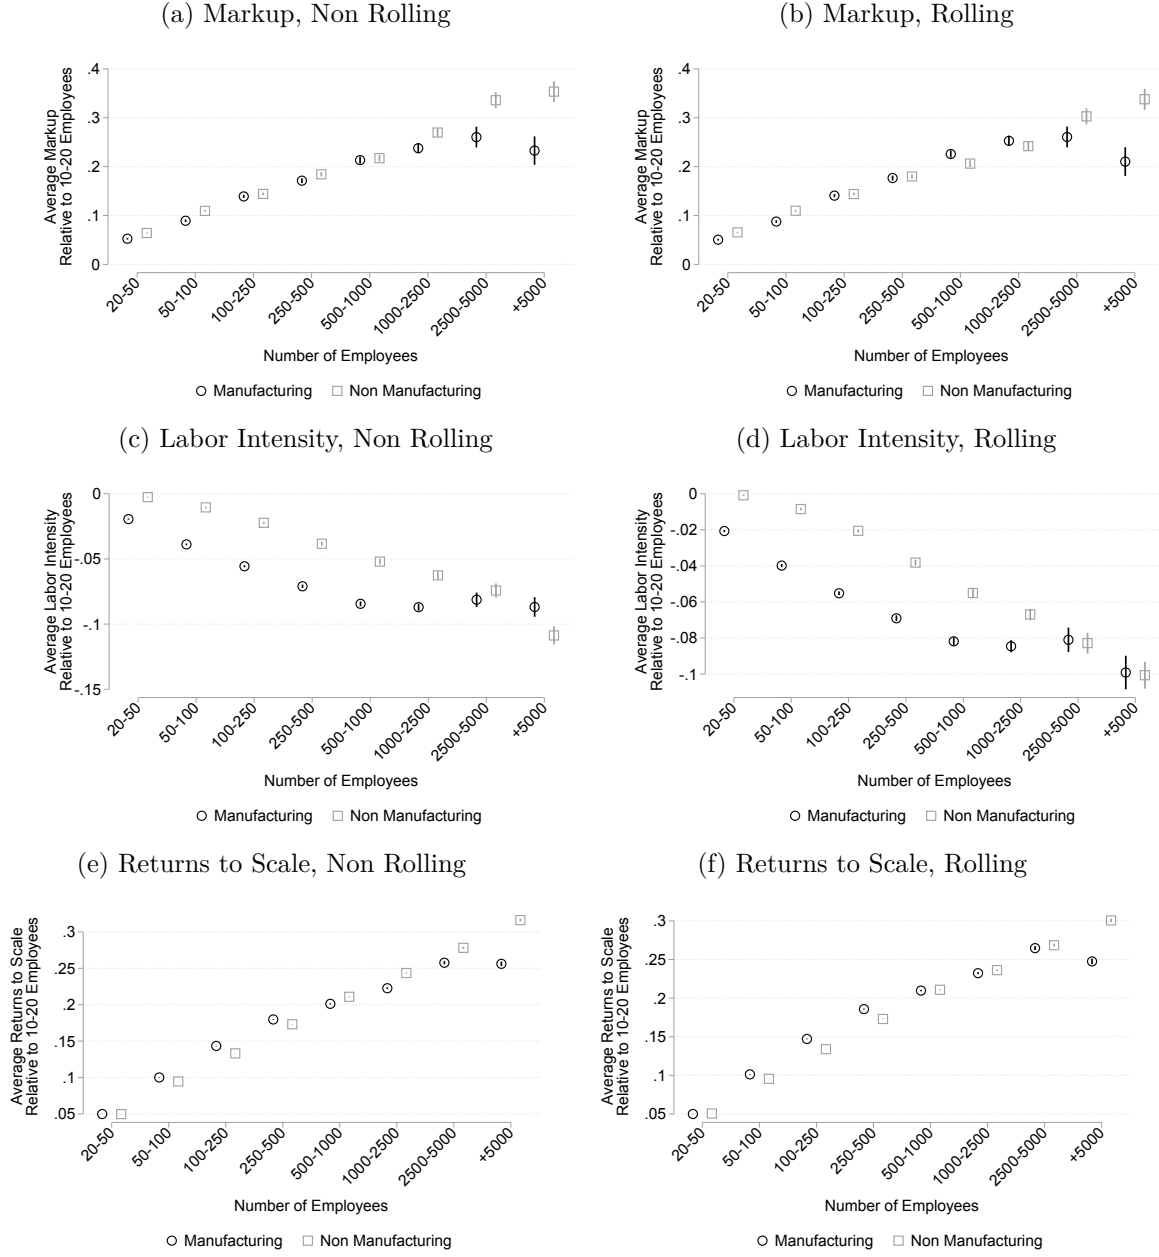 (a) Markup, Non Rolling
Average Markup
Relative to 10-20 Employees
.4
.3
.2
.1
0
20-50
50-100
100-250
250-500
500-1000
1000-2500
2500-5000
+5000
Number of Employees
Manufacturing
Non Manufacturing
(b) Markup, Rolling
Average Markup
Relative to 10-20 Employees
.4
.3
.2
.1
0
20-50
50-100
100-250
250-500
500-1000
1000-2500
2500-5000
+5000
Number of Employees
Manufacturing
Non Manufacturing
(c) Labor Intensity, Non Rolling
Average Labor Intensity
Relative to 10-20 Employees
0
-.05
-.1
-.15
20-50
50-100
100-250
250-500
500-1000
1000-2500
2500-5000
+5000
Number of Employees
Manufacturing
Non Manufacturing
(d) Labor Intensity, Rolling
Average Labor Intensity
Relative to 10-20 Employees
0
-.02
-.04
-.06
-.08
-.1
20-50
50-100
100-250
250-500
500-1000
1000-2500
2500-5000
+5000
Number of Employees
Manufacturing
Non Manufacturing
(e) Returns to Scale, Non Rolling
Average Returns to Scale
Relative to 10-20 Employees
.3
.25
.2
.15
.1
.05
20-50
50-100
100-250
250-500
500-1000
1000-2500
2500-5000
+5000
Number of Employees
Manufacturing
Non Manufacturing
(f) Returns to Scale, Rolling
Average Returns to Scale
Relative to 10-20 Employees
.3
.25
.2
.15
.1
.05
20-50
50-100
100-250
250-500
500-1000
1000-2500
2500-5000
+5000
Number of Employees
Manufacturing
Non Manufacturing